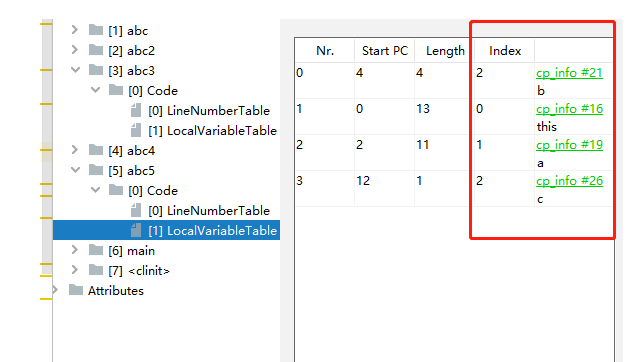 [1] abc
[2] abc2
[3] abc3
[0] Code
[0] LineNumberTable
[1] LocalVariableTable
[4] abc4
[5] abc5
[0] Code
[0] LineNumberTable
[1] LocalVariableTable
[6] main
[7] <clinit>
Attributes
Nr. Start PC Length Index
0 4 4 2 cp_info #21
b
1 0 13 0 cp_info #16
this
2 2 11 1 cp_info #19
a
3 12 1 2 cp_info #26
c